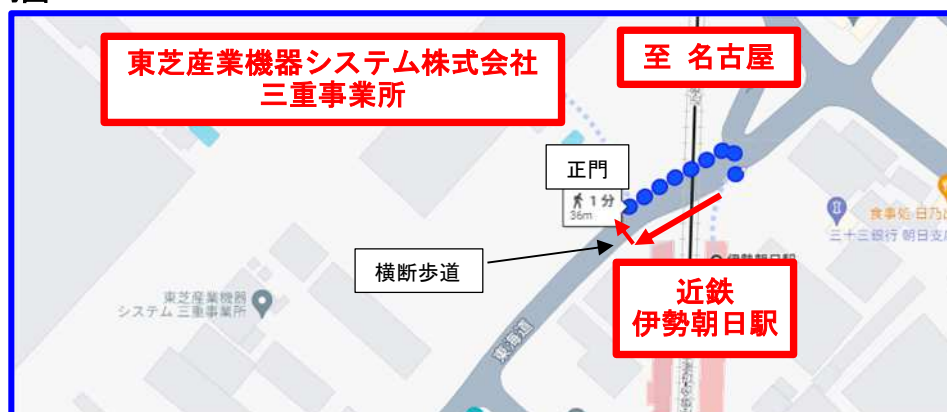 東芝産業機器システム株式会社
三重事業所
至 名古屋
正門
1 分
36m
食事処 日乃出
三十三銀行 朝日支店
伊勢朝日駅
横断歩道
近鉄
伊勢朝日駅
東芝産業機器
システム 三重事業所
東海道